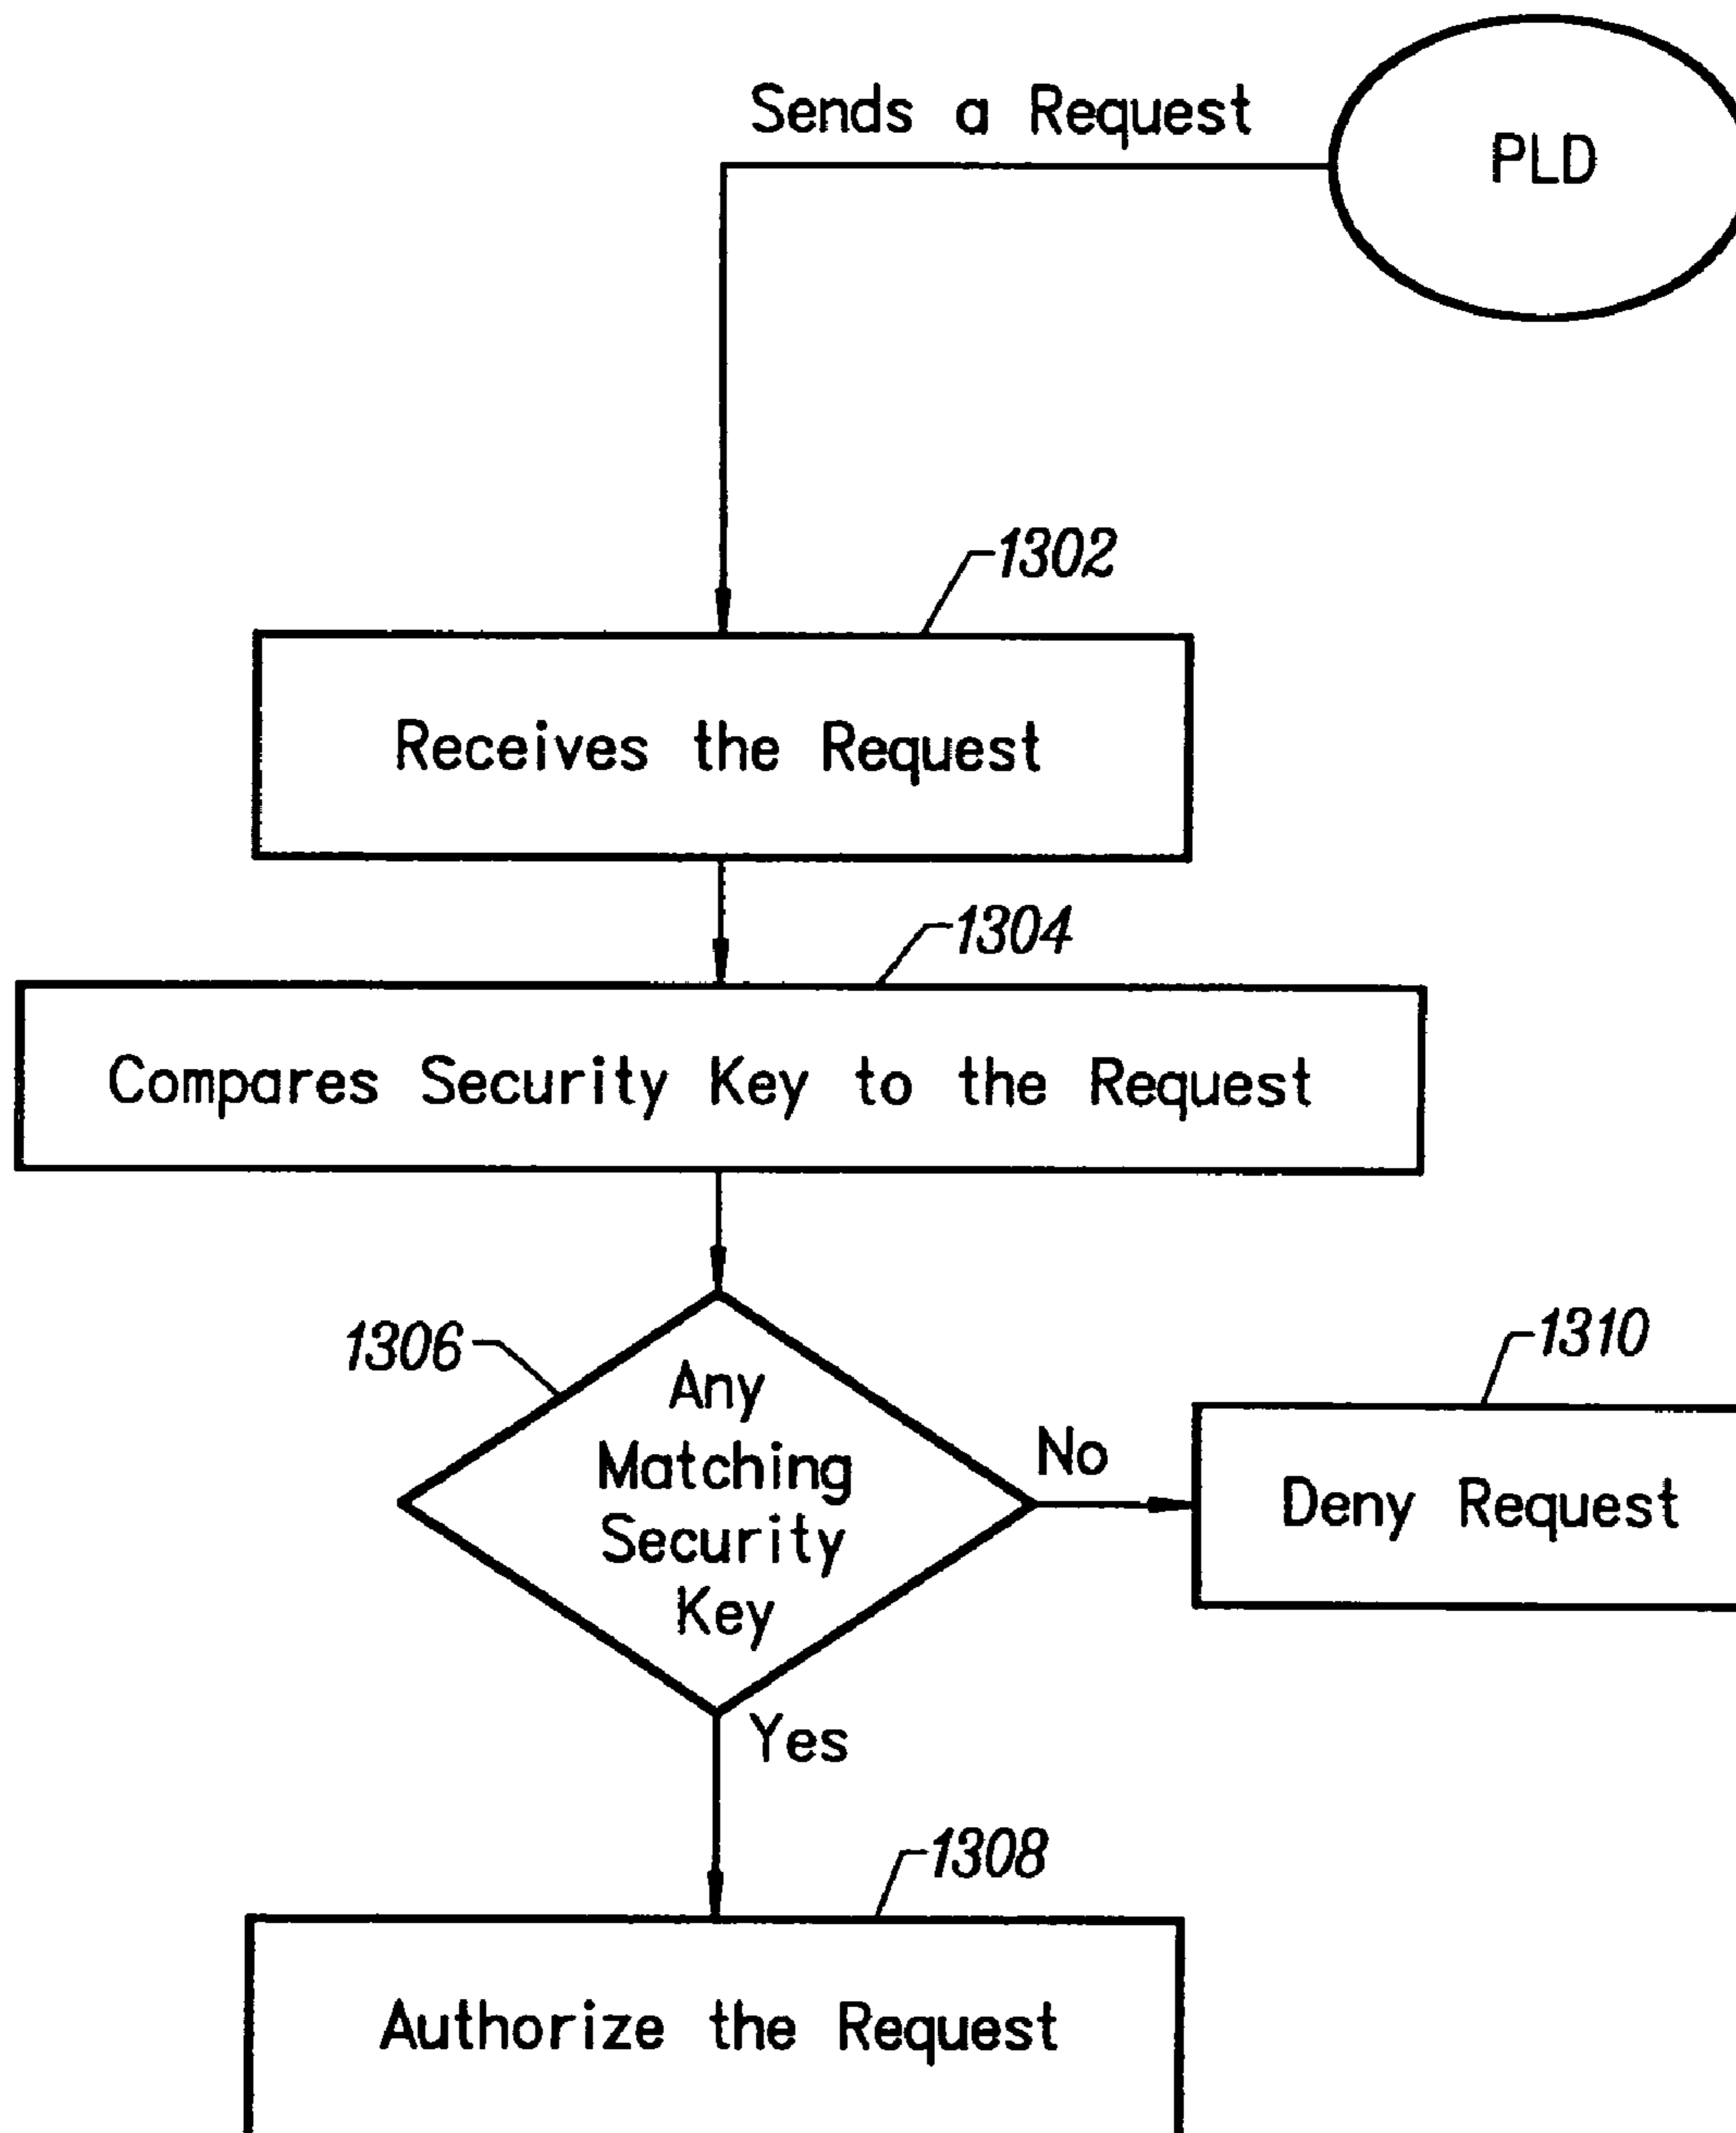 Sends a Request
PLD
1302
Receives the Request
1304
Compares Security Key to the Request
1306
Any
Matching
Security
Key
No
1310
Deny Request
Yes
1308
Authorize the Request